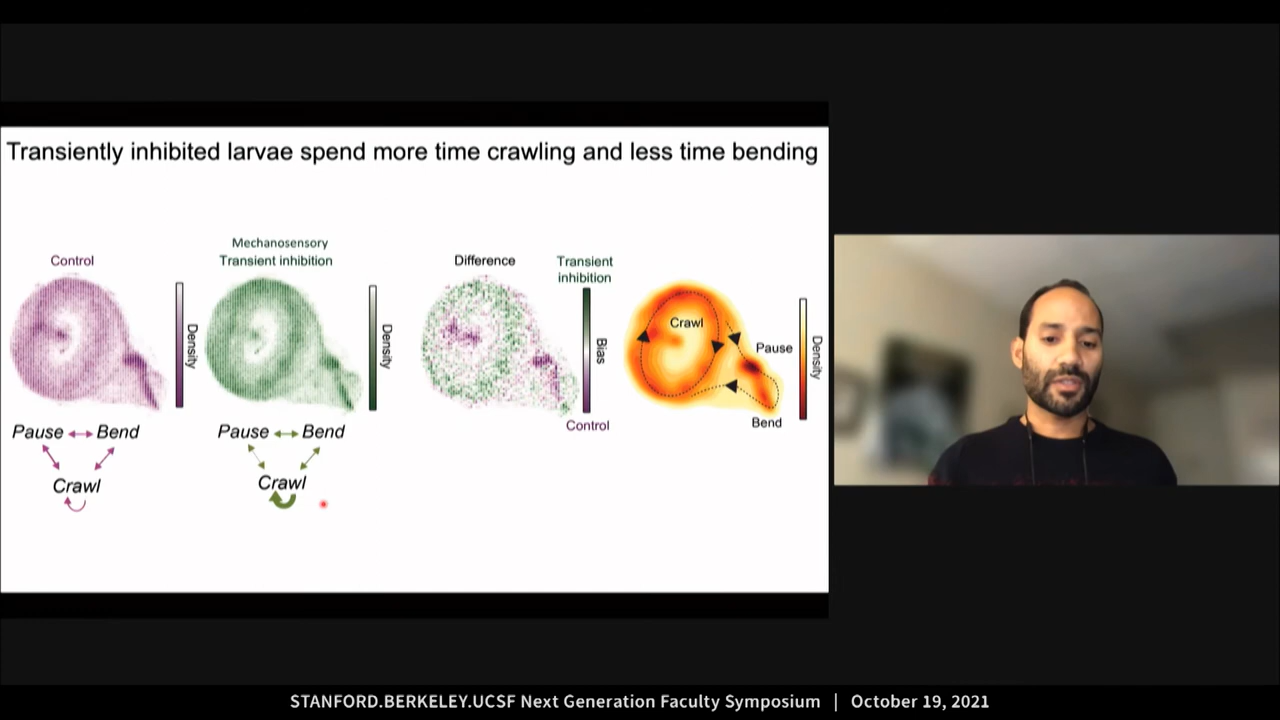 Transiently inhibited larvae spend more time crawling and less time bending
Control
Density
Pause
Bend
Crawl
Mechanosensory
Transient inhibition
Density
Pause
Bend
Crawl
Difference
Transient
inhibition
Bias
Control
Crawl
Pause
Bend
Density
STANFORD.BERKELEY.UCSF Next Generation Faculty Symposium | October 19, 2021